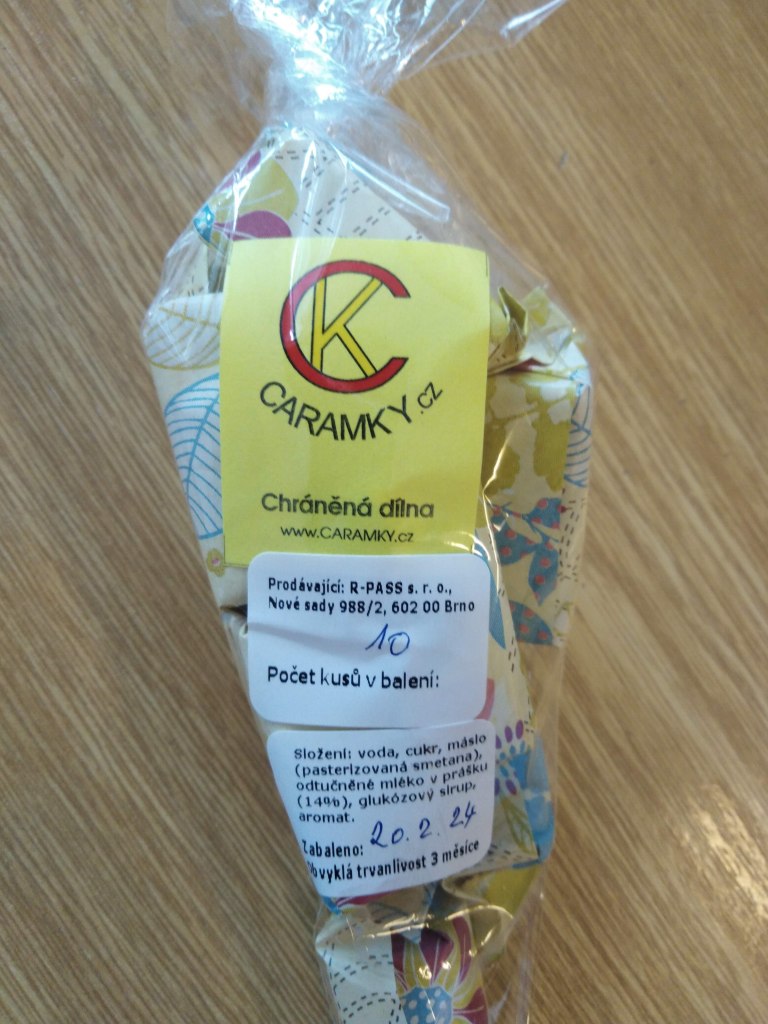 CK
CARAMKY.cz
Chráněná dílna
www.CARAMKY.cz
Prodávající: R-PASS s. r. o.,
Nové sady 988/2, 602 00 Brno
10
Počet kusů v balení:
Složení: voda, cukr, máslo
(pasterizovaná smetana),
odtučněné mléko v prášku
(14%), glukózový sirup,
aromat.
Zabaleno: 20. 2. 24
Obvyklá trvanlivost 3 měsíce